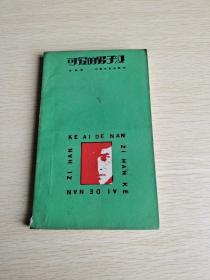 可爱的男子汉
KE AI DE NAN
ZI HAN KE
AI DE NAN
ZI HAN